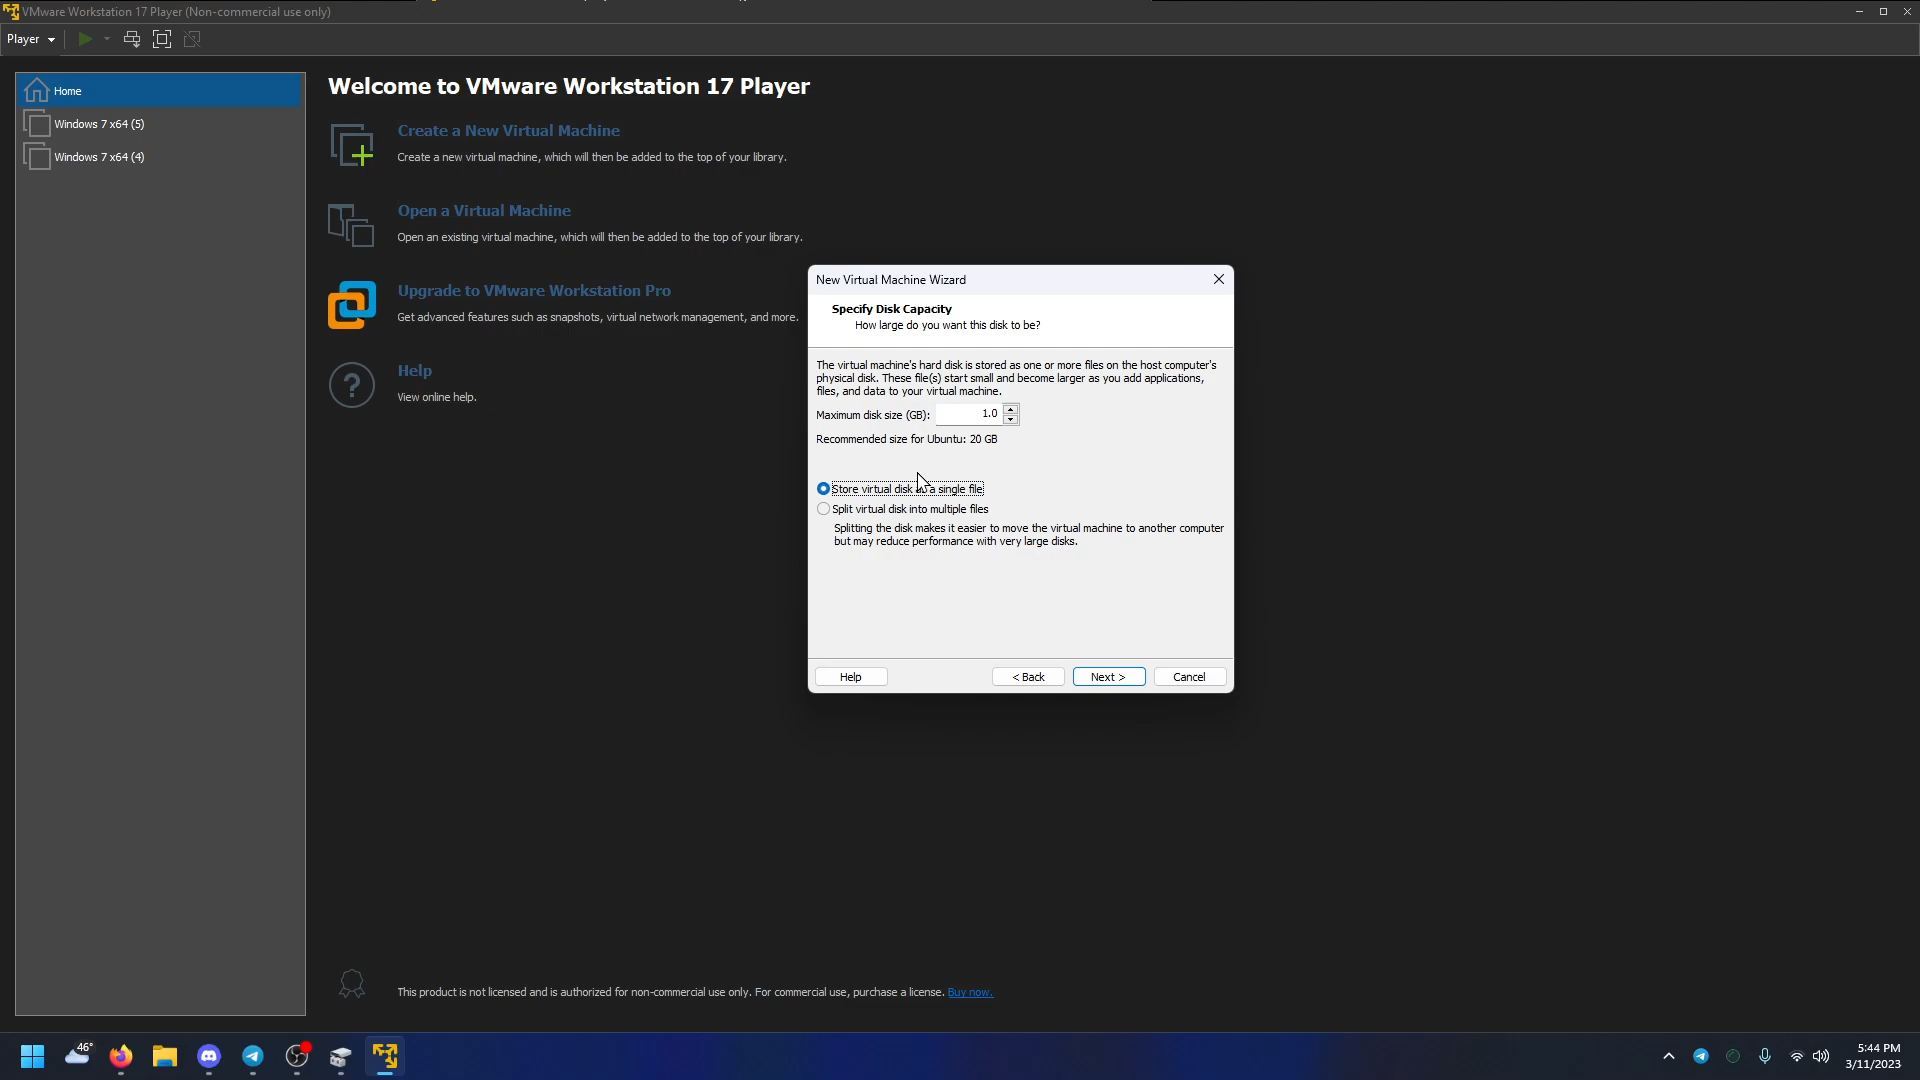 VMware Workstation 17 Player (Non-commercial use only)
Player
Home
Windows 7 x64 (5)
Windows 7 x64 (4)
Welcome to VMware Workstation 17 Player
Create a New Virtual Machine
Create a new virtual machine, which will then be added to the top of your library.
Open a Virtual Machine
Open an existing virtual machine, which will then be added to the top of your library.
Upgrade to VMware Workstation Pro
Get advanced features such as snapshots, virtual network management, and more.
Help
View online help.
New Virtual Machine Wizard
Specify Disk Capacity
How large do you want this disk to be?
The virtual machine's hard disk is stored as one or more files on the host computer's
physical disk. These file(s) start small and become larger as you add applications,
files, and data to your virtual machine.
Maximum disk size (GB): 1.0
Recommended size for Ubuntu: 20 GB
Store virtual disk as a single file
Split virtual disk into multiple files
Splitting the disk makes it easier to move the virtual machine to another computer
but may reduce performance with very large disks.
Help
< Back
Next >
Cancel
This product is not licensed and is authorized for non-commercial use only. For commercial use, purchase a license. Buy now.
46°
5:44 PM
3/11/2023